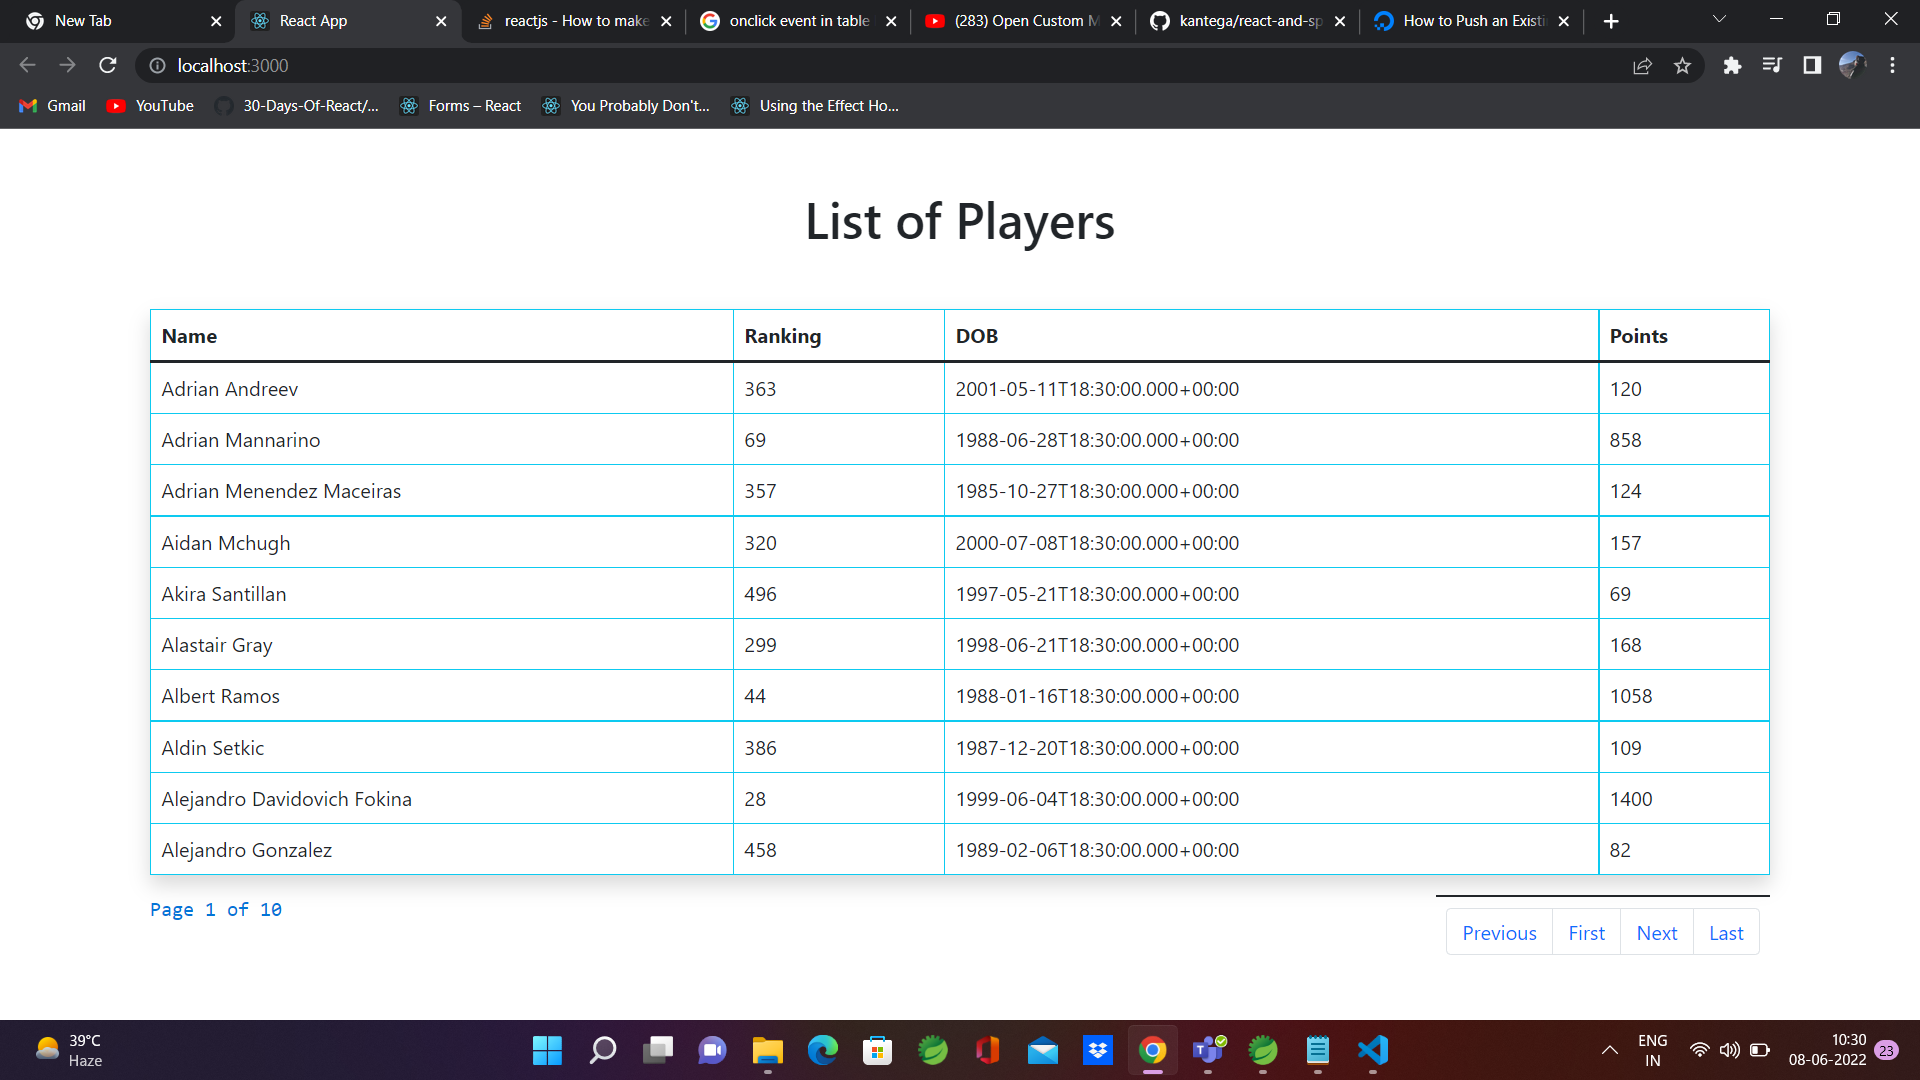 New Tab
React App
reactjs - How to make
onclick event in table
(283) Open Custom M
kantega/react-and-sp
How to Push an Existi
localhost:3000
Gmail
YouTube
30-Days-Of-React/...
Forms – React
You Probably Don't...
Using the Effect Ho...
List of Players
Name Ranking DOB Points
Adrian Andreev 363 2001-05-11T18:30:00.000+00:00 120
Adrian Mannarino 69 1988-06-28T18:30:00.000+00:00 858
Adrian Menendez Maceiras 357 1985-10-27T18:30:00.000+00:00 124
Aidan Mchugh 320 2000-07-08T18:30:00.000+00:00 157
Akira Santillan 496 1997-05-21T18:30:00.000+00:00 69
Alastair Gray 299 1998-06-21T18:30:00.000+00:00 168
Albert Ramos 44 1988-01-16T18:30:00.000+00:00 1058
Aldin Setkic 386 1987-12-20T18:30:00.000+00:00 109
Alejandro Davidovich Fokina 28 1999-06-04T18:30:00.000+00:00 1400
Alejandro Gonzalez 458 1989-02-06T18:30:00.000+00:00 82
Page 1 of 10
Previous First Next Last
39°C
Haze
ENG
IN
10:30
08-06-2022
23